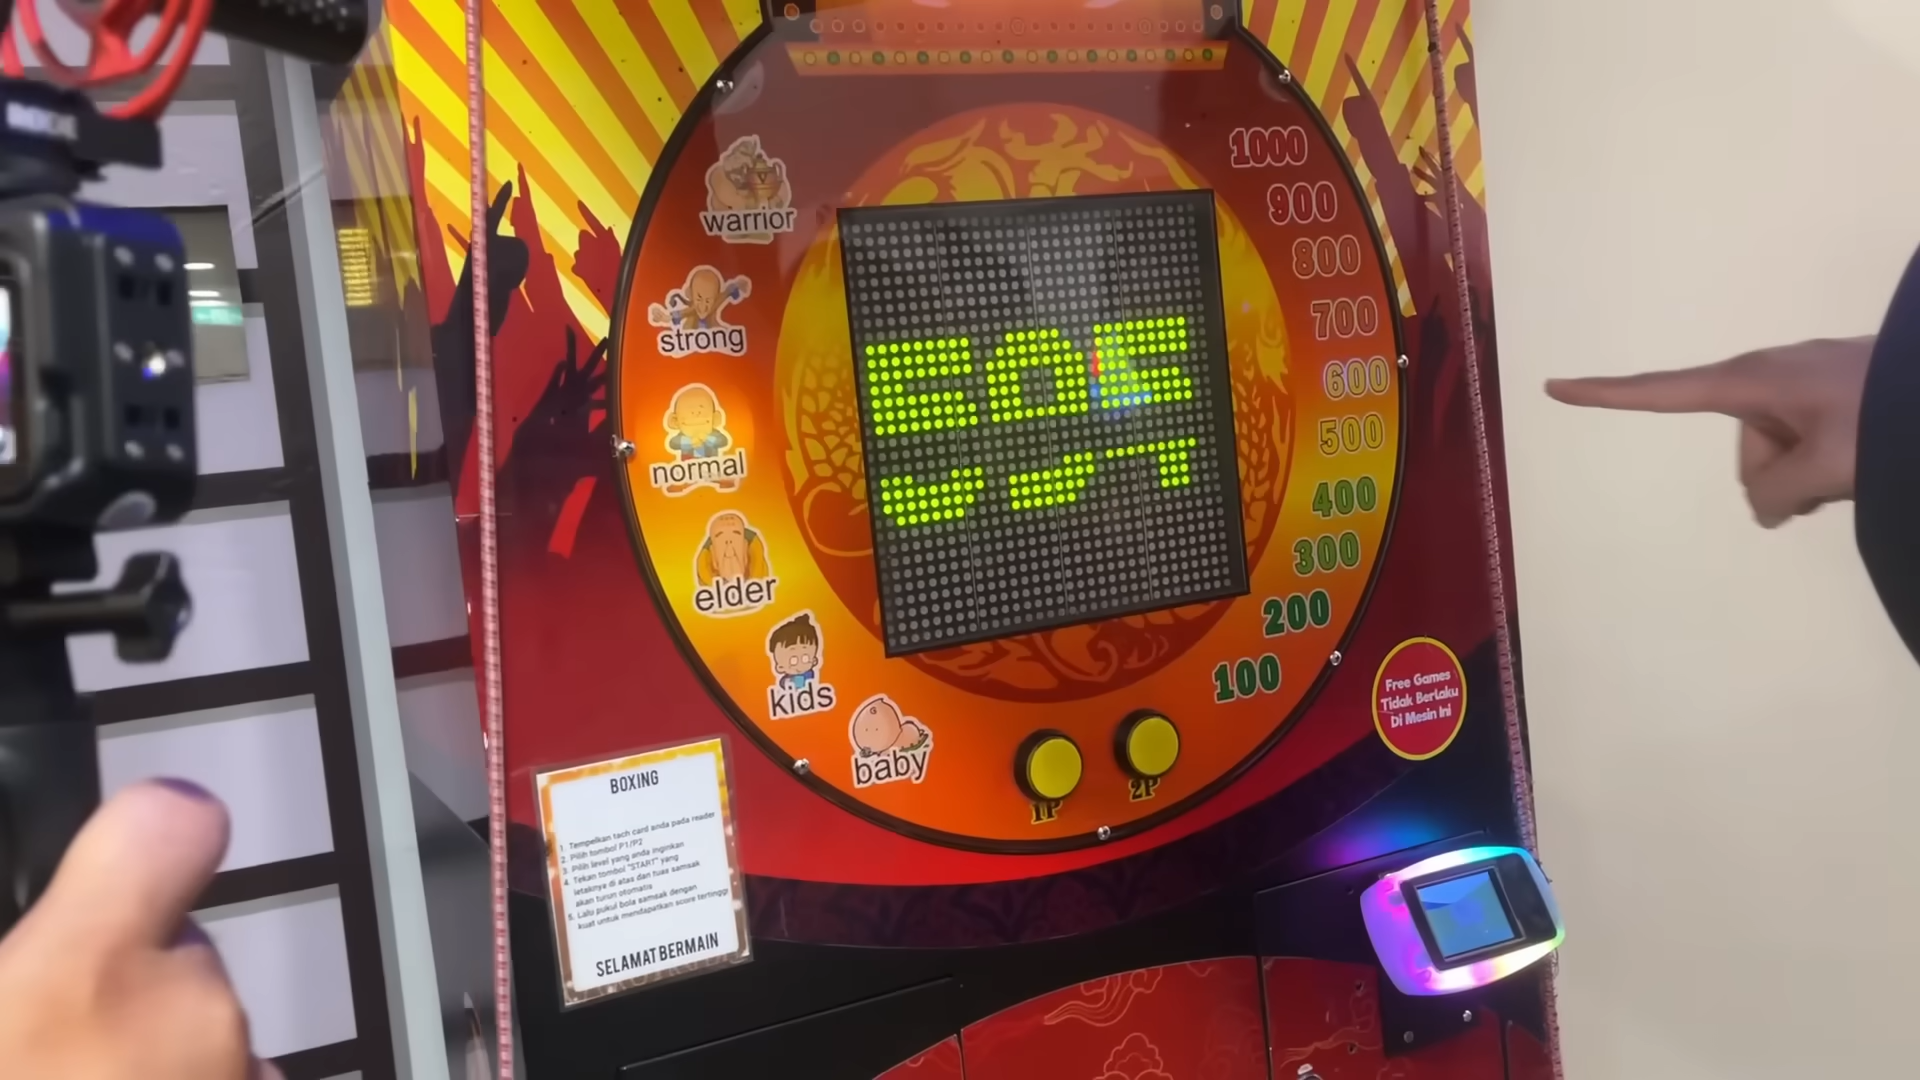 RODE
warrior
strong
normal
elder
kids
baby
1000
900
800
700
600
500
400
300
200
100
1P
2P
Free Games
Tidak Berlaku
Di Mesin Ini
BOXING
1. Tempelkan tach card anda pada reader
2. Pilih tombol P1/P2
3. Pilih level yang anda inginkan
4. Tekan tombol "START" yang
letaknya di atas dan tuas samsak
akan turun otomatis
5. Lalu pukul bola samsak dengan
kuat untuk mendapatkan score tertinggi
SELAMAT BERMAIN